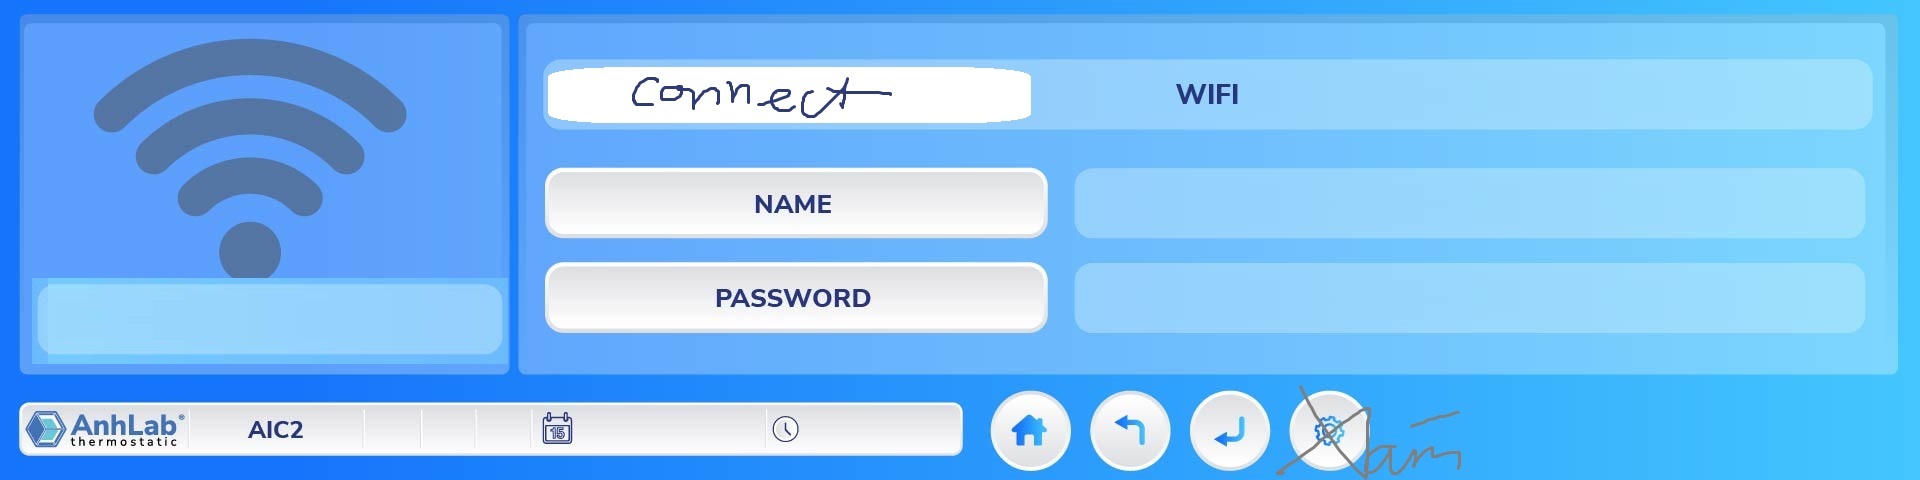 connect WIFI
NAME
PASSWORD
AnhLab®
thermostatic
AIC2
15